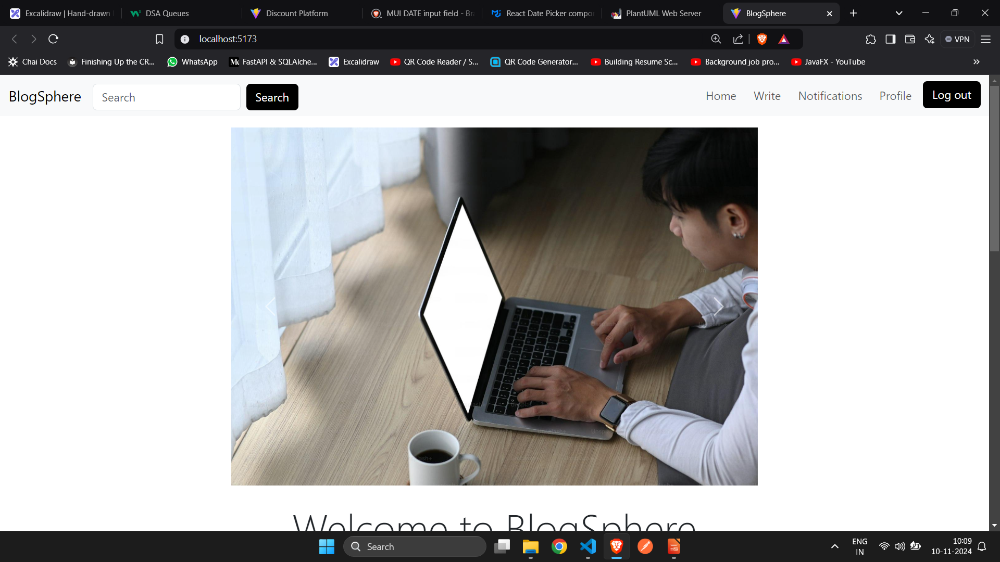 Excalidraw | Hand-drawn
DSA Queues
Discount Platform
MUI DATE input field - Bra
React Date Picker compo
PlantUML Web Server
BlogSphere
localhost:5173
VPN
Chai Docs
Finishing Up the CR...
WhatsApp
FastAPI & SQLAlche...
Excalidraw
QR Code Reader / S...
QR Code Generator...
Building Resume Sc...
Background job pro...
JavaFX - YouTube
BlogSphere
Search
Search
Home
Write
Notifications
Profile
Log out
Welcome to BlogSphere
Search
ENG
IN
10:09
10-11-2024